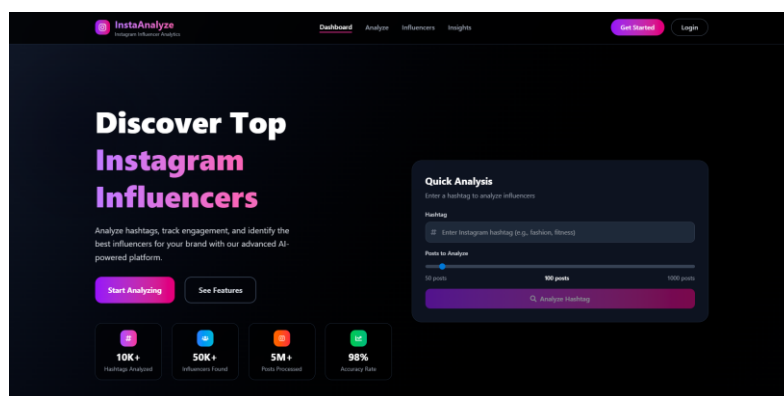 InstaAnalyze
Instagram Influencer Analytics
Dashboard Analyze Influencers Insights
Get Started Login
Discover Top
Instagram
Influencers
Analyze hashtags, track engagement, and identify the
best influencers for your brand with our advanced AI-
powered platform.
Start Analyzing See Features
10K+
Hashtags Analyzed
50K+
Influencers Found
5M+
Posts Processed
98%
Accuracy Rate
Quick Analysis
Enter a hashtag to analyze influencers
Hashtag
# Enter Instagram hashtag (e.g., fashion, fitness)
Posts to Analyze
50 posts 100 posts 1000 posts
Analyze Hashtag